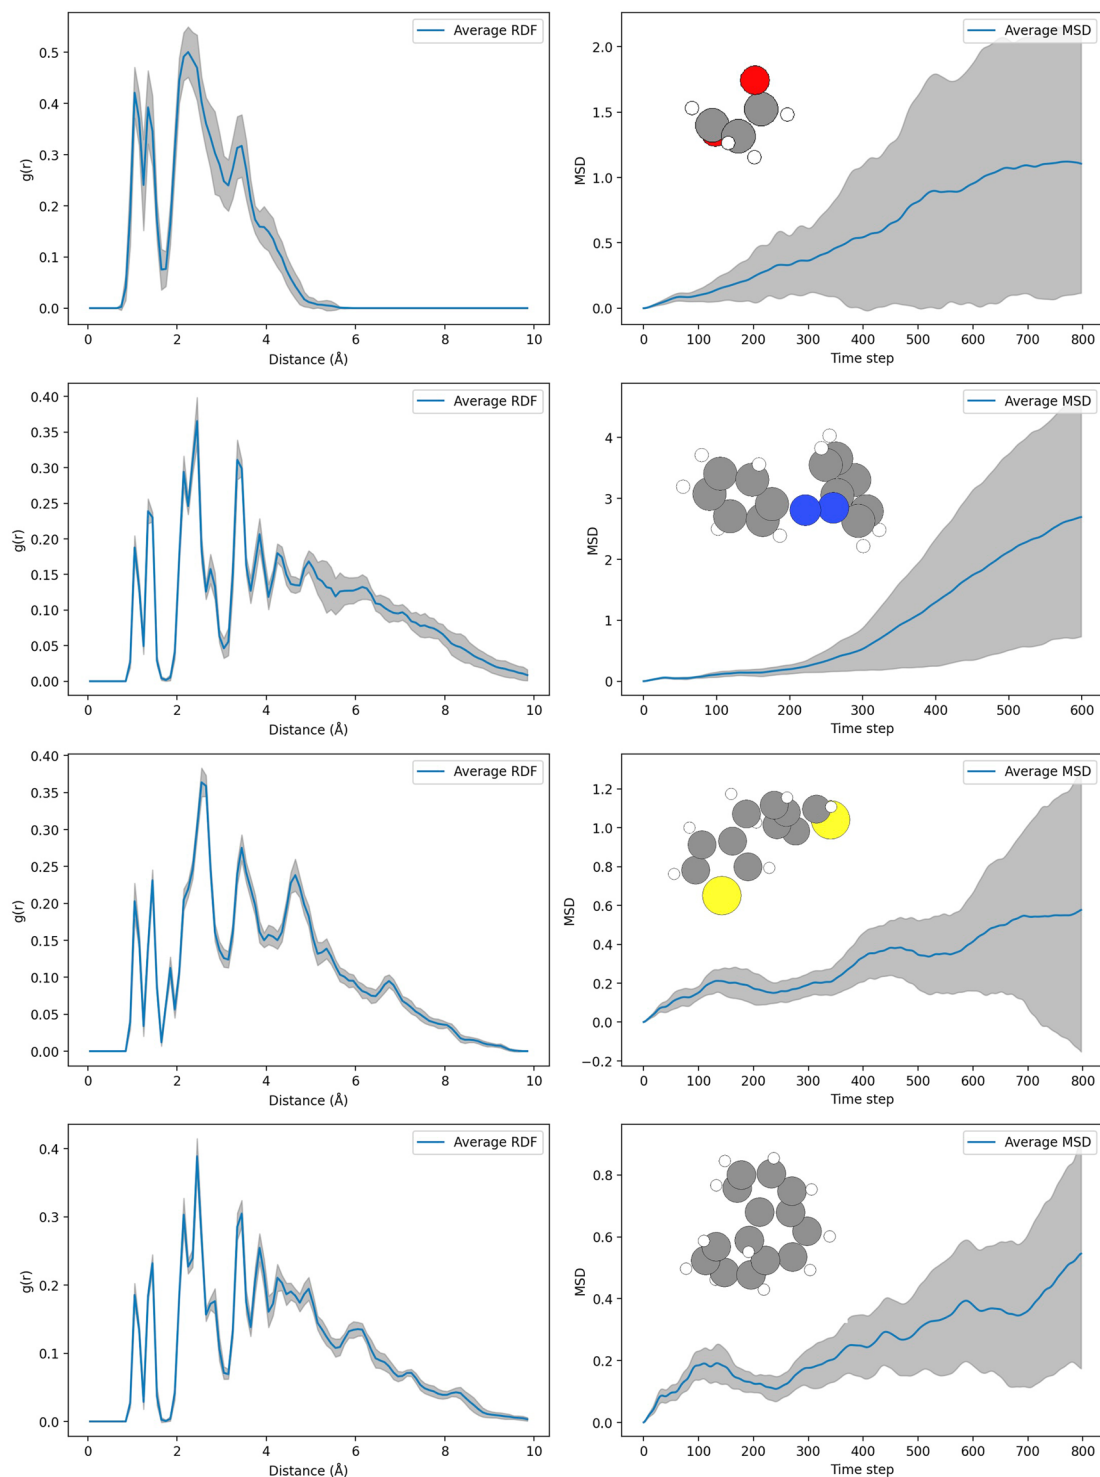 Average RDF
0.5
0.4
0.3
0.2
0.1
0.0
g(r)
0 2 4 6 8 10
Distance (Å)
Average MSD
2.0
1.5
1.0
0.5
0.0
MSD
0 100 200 300 400 500 600 700 800
Time step
Average RDF
0.40
0.35
0.30
0.25
0.20
0.15
0.10
0.05
0.00
g(r)
0 2 4 6 8 10
Distance (Å)
Average MSD
4
3
2
1
0
MSD
0 100 200 300 400 500 600
Time step
Average RDF
0.40
0.35
0.30
0.25
0.20
0.15
0.10
0.05
0.00
g(r)
0 2 4 6 8 10
Distance (Å)
Average MSD
1.2
1.0
0.8
0.6
0.4
0.2
0.0
−0.2
MSD
0 100 200 300 400 500 600 700 800
Time step
Average RDF
0.4
0.3
0.2
0.1
0.0
g(r)
0 2 4 6 8 10
Distance (Å)
Average MSD
0.8
0.6
0.4
0.2
0.0
MSD
0 100 200 300 400 500 600 700 800
Time step